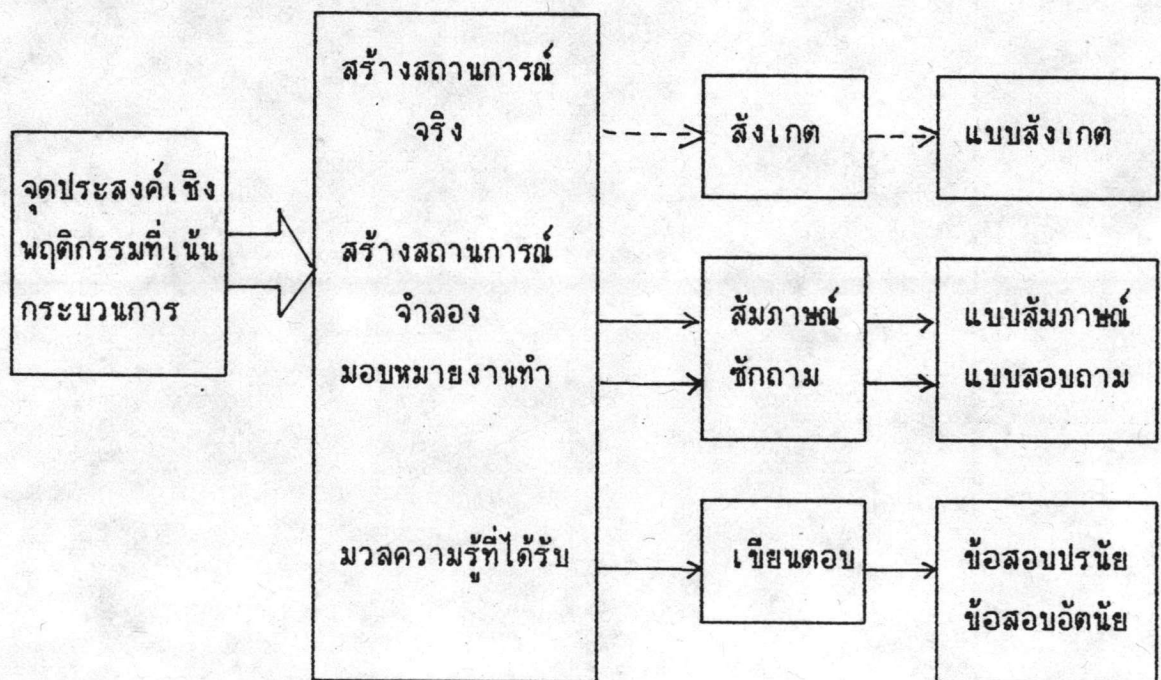 จุดประสงค์เชิง
พฤติกรรมที่เน้น
กระบวนการ
สร้างสถานการณ์
จริง
สร้างสถานการณ์
จำลอง
มอบหมายงานทำ
มวลความรู้ที่ได้รับ
สังเกต
แบบสังเกต
สัมภาษณ์
ซักถาม
แบบสัมภาษณ์
แบบสอบถาม
เขียนตอบ
ข้อสอบปรนัย
ข้อสอบอัตนัย